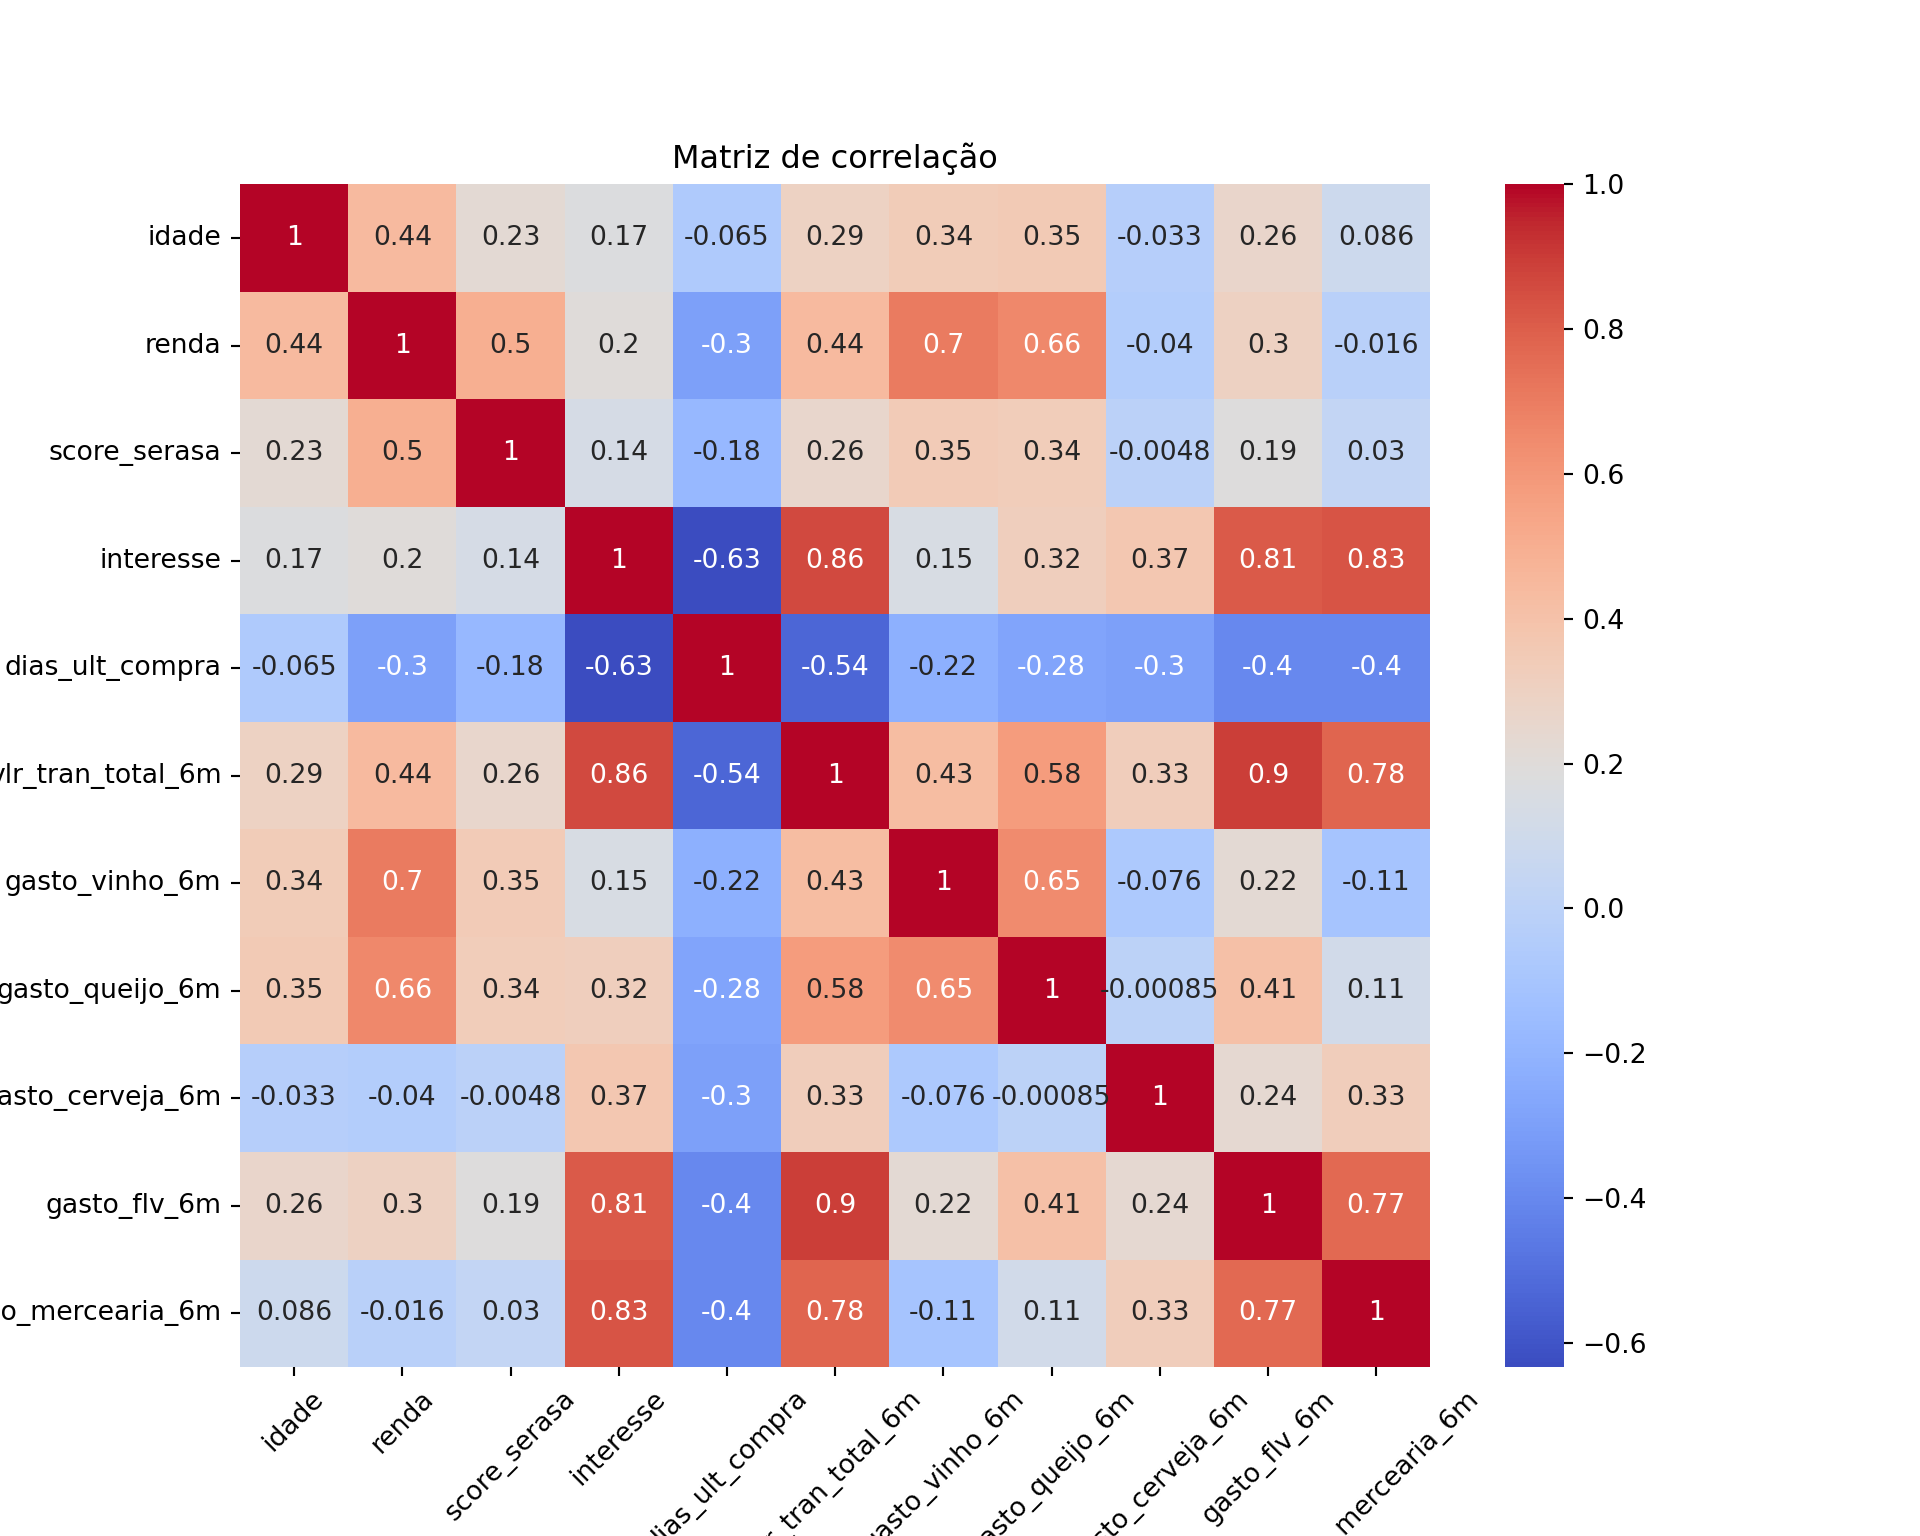 Matriz de correlação
idade 1 0.44 0.23 0.17 -0.065 0.29 0.34 0.35 -0.033 0.26 0.086
renda 0.44 1 0.5 0.2 -0.3 0.44 0.7 0.66 -0.04 0.3 -0.016
score_serasa 0.23 0.5 1 0.14 -0.18 0.26 0.35 0.34 -0.0048 0.19 0.03
interesse 0.17 0.2 0.14 1 -0.63 0.86 0.15 0.32 0.37 0.81 0.83
dias_ult_compra -0.065 -0.3 -0.18 -0.63 1 -0.54 -0.22 -0.28 -0.3 -0.4 -0.4
vlr_tran_total_6m 0.29 0.44 0.26 0.86 -0.54 1 0.43 0.58 0.33 0.9 0.78
gasto_vinho_6m 0.34 0.7 0.35 0.15 -0.22 0.43 1 0.65 -0.076 0.22 -0.11
gasto_queijo_6m 0.35 0.66 0.34 0.32 -0.28 0.58 0.65 1 -0.00085 0.41 0.11
asto_cerveja_6m -0.033 -0.04 -0.0048 0.37 -0.3 0.33 -0.076 -0.00085 1 0.24 0.33
gasto_flv_6m 0.26 0.3 0.19 0.81 -0.4 0.9 0.22 0.41 0.24 1 0.77
o_mercearia_6m 0.086 -0.016 0.03 0.83 -0.4 0.78 -0.11 0.11 0.33 0.77 1
idade
renda
score_serasa
interesse
dias_ult_compra
_tran_total_6m
gasto_vinho_6m
asto_queijo_6m
sto_cerveja_6m
gasto_flv_6m
mercearia_6m
1.0
0.8
0.6
0.4
0.2
0.0
−0.2
−0.4
−0.6